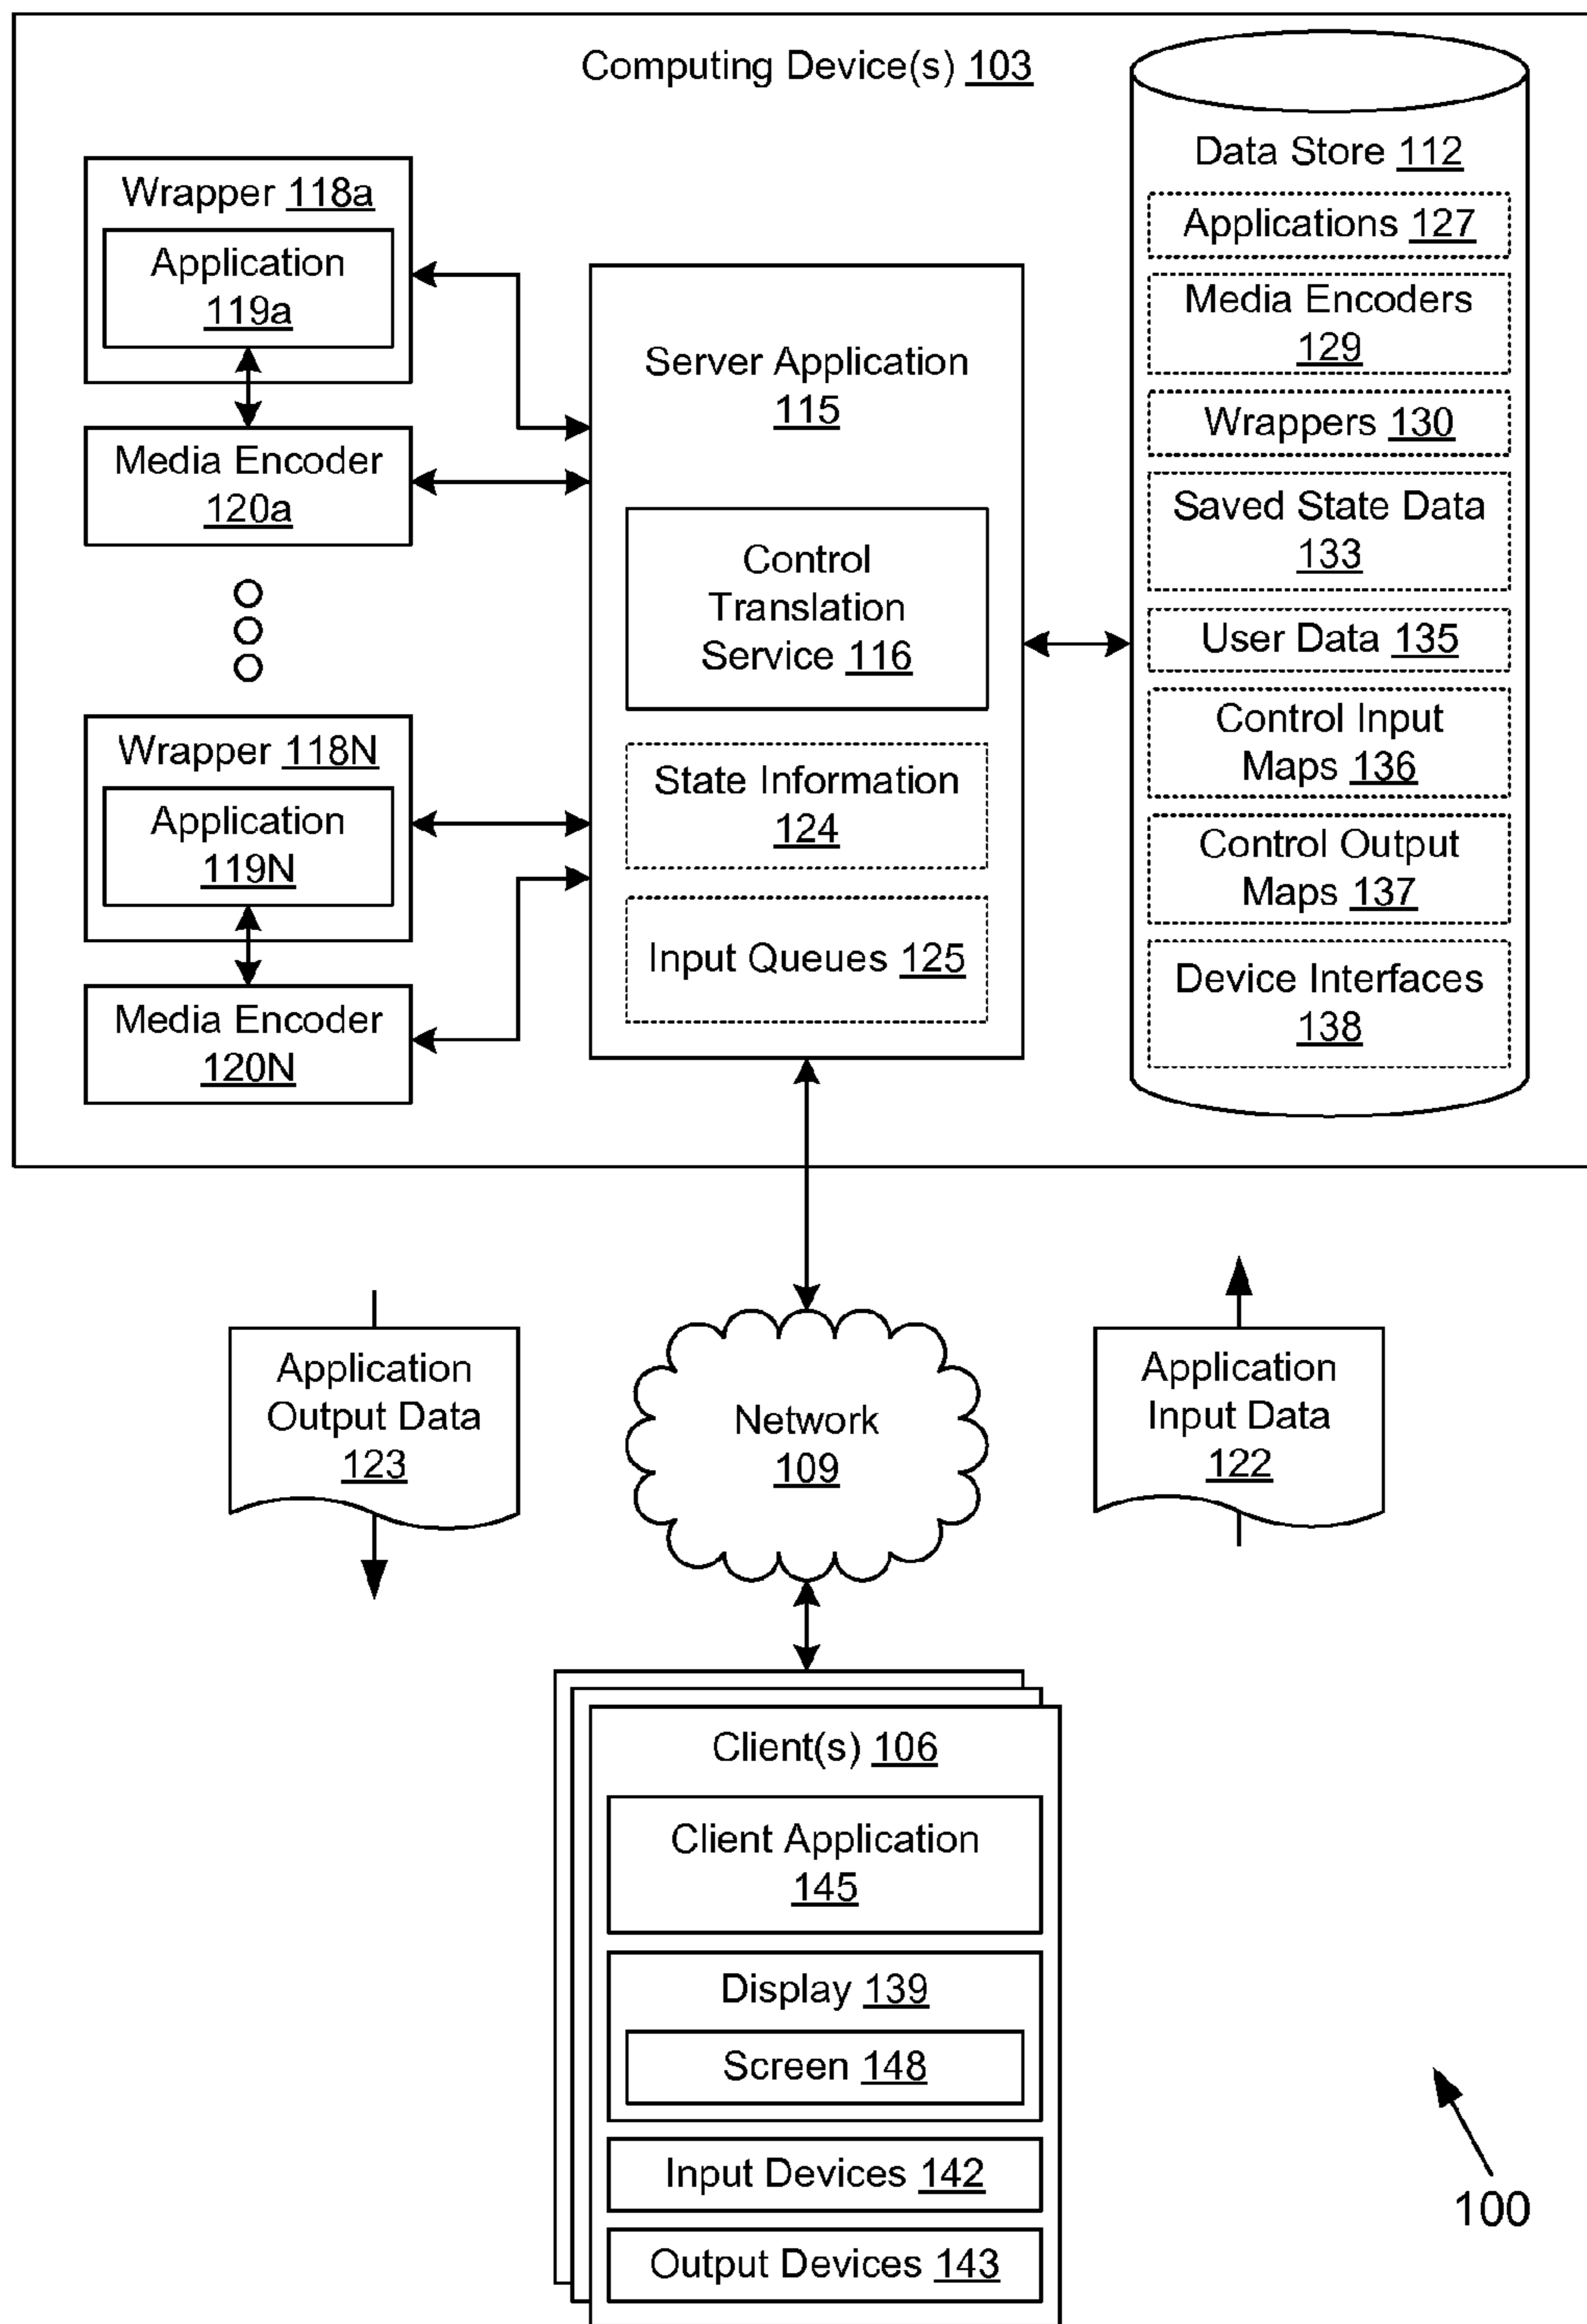 Computing Device(s) 103
Wrapper 118a
Application
119a
Media Encoder
120a
Wrapper 118N
Application
119N
Media Encoder
120N
Server Application
115
Control
Translation
Service 116
State Information
124
Input Queues 125
Data Store 112
Applications 127
Media Encoders
129
Wrappers 130
Saved State Data
133
User Data 135
Control Input
Maps 136
Control Output
Maps 137
Device Interfaces
138
Application
Output Data
123
Network
109
Application
Input Data
122
Client(s) 106
Client Application
145
Display 139
Screen 148
Input Devices 142
Output Devices 143
100